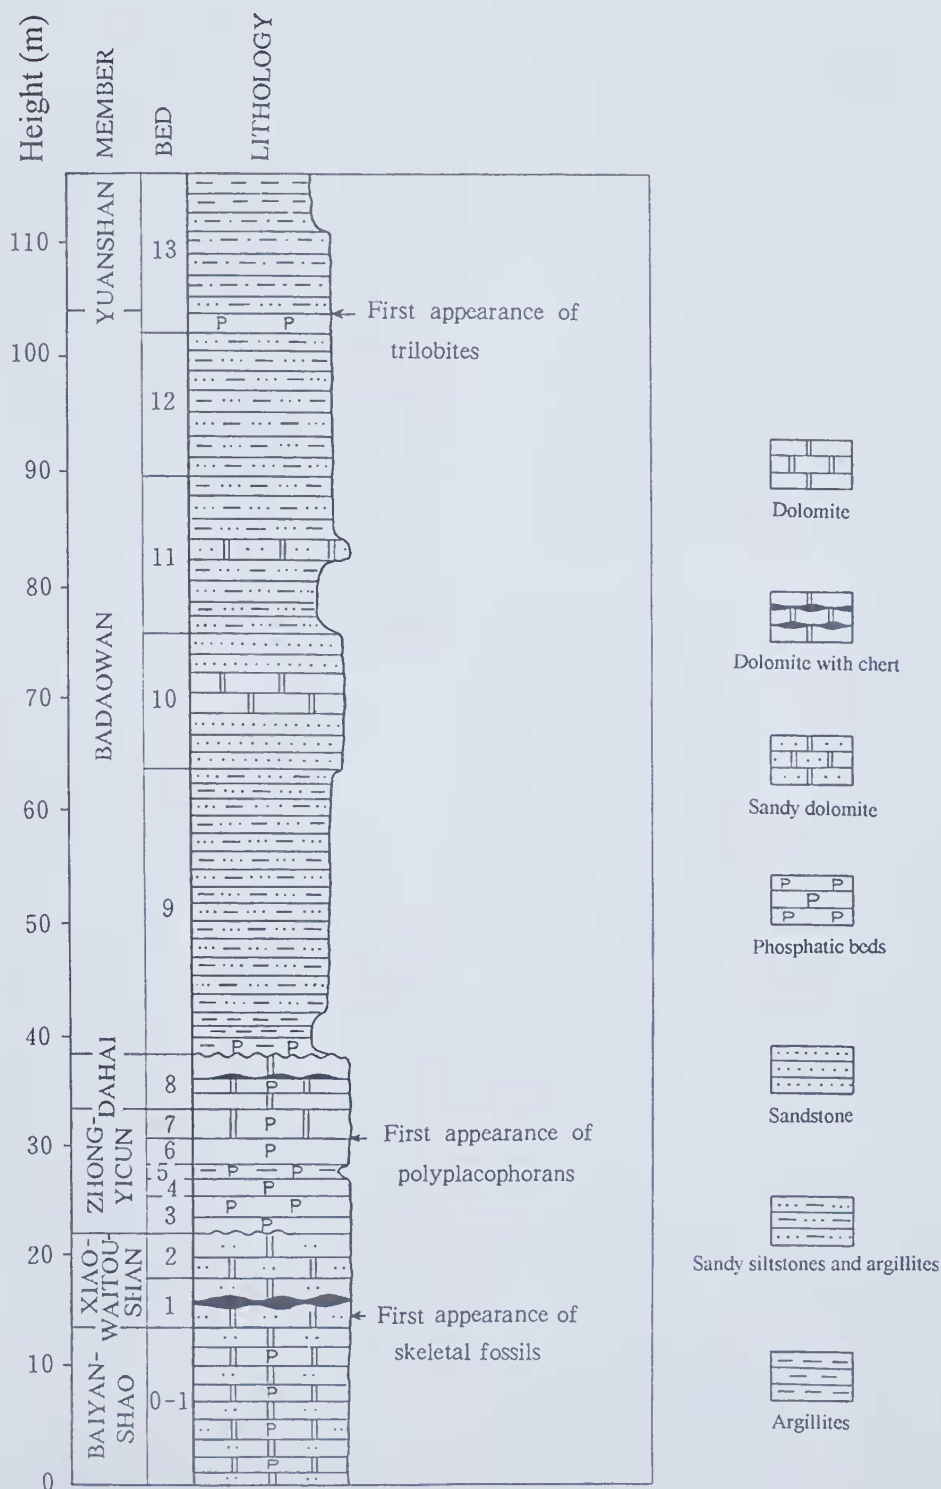 Height (m)
MEMBER
BED
LITHOLOGY
110
100
90
80
70
60
50
40
30
20
10
0
YUANSHAN
BADAOWAN
DAHAI
ZHONG-
YICUN
XIAO-
WAITOU-
SHAN
BAIYAN-
SHAO
13
12
11
10
9
8
7
6
5
4
3
2
1
0-1
P P
P P
P
P
P
P P
P
P P
P
P
P
P
P
P
First appearance of
trilobites
First appearance of
polyplacophorans
First appearance of
skeletal fossils
Dolomite
Dolomite with chert
Sandy dolomite
P P
P
P P
Phosphatic beds
Sandstone
Sandy siltstones and argillites
Argillites